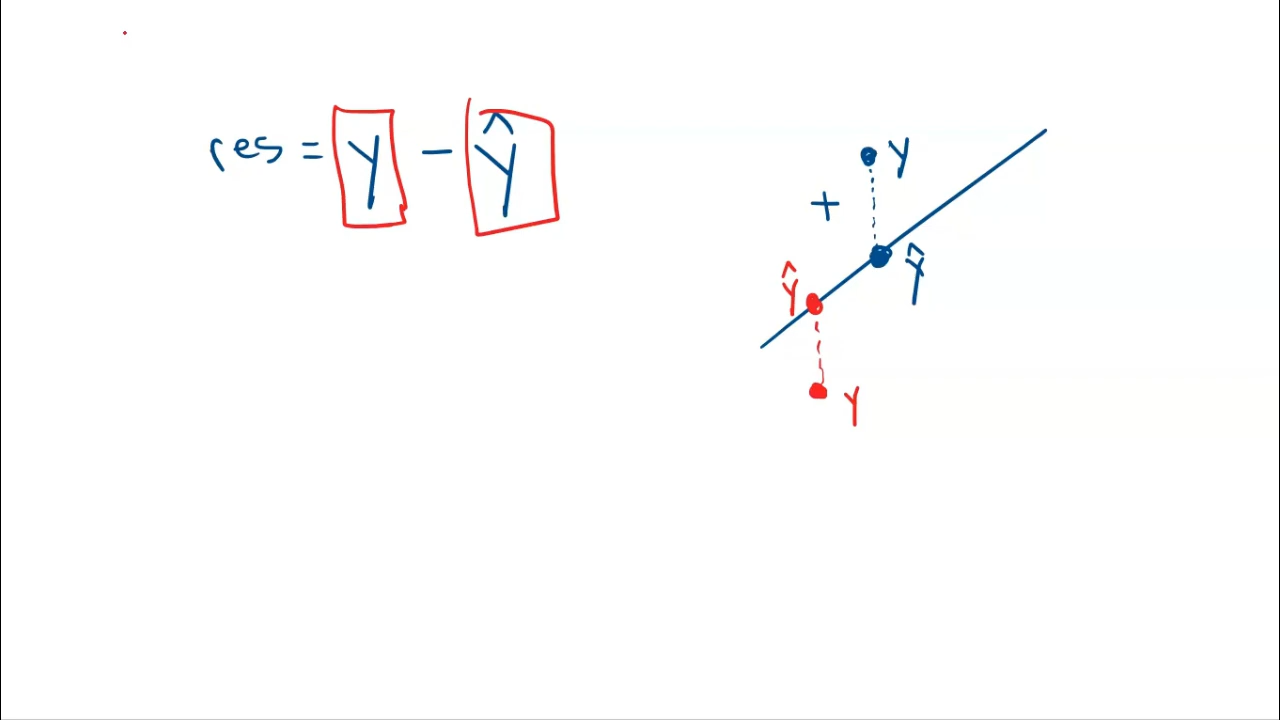 res = y - ŷ
y
+
ŷ
ŷ
y